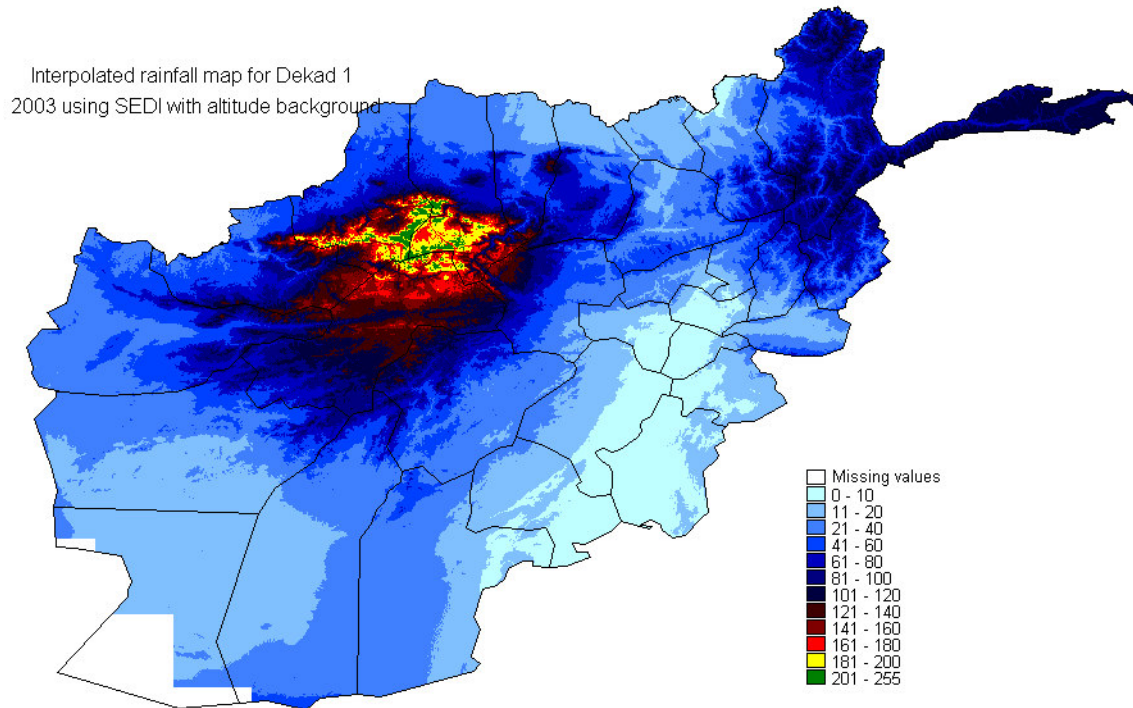 Interpolated rainfall map for Dekad 1
2003 using SEDI with altitude background
Missing values
0 - 10
11 - 20
21 - 40
41 - 60
61 - 80
81 - 100
101 - 120
121 - 140
141 - 160
161 - 180
181 - 200
201 - 255